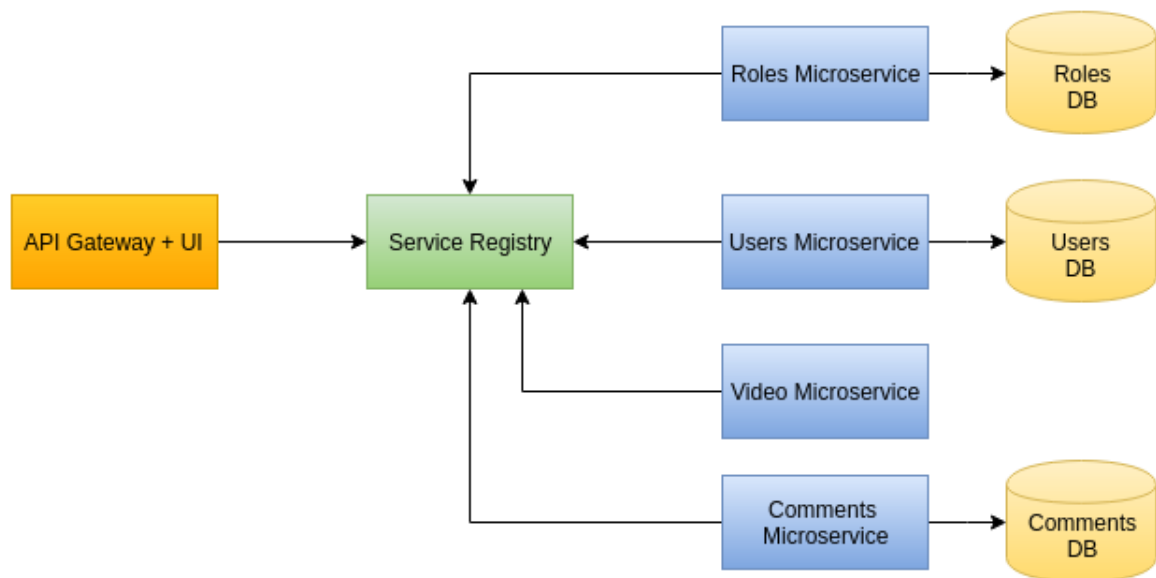 Roles Microservice
Roles
DB
API Gateway + UI
Service Registry
Users Microservice
Users
DB
Video Microservice
Comments
Microservice
Comments
DB